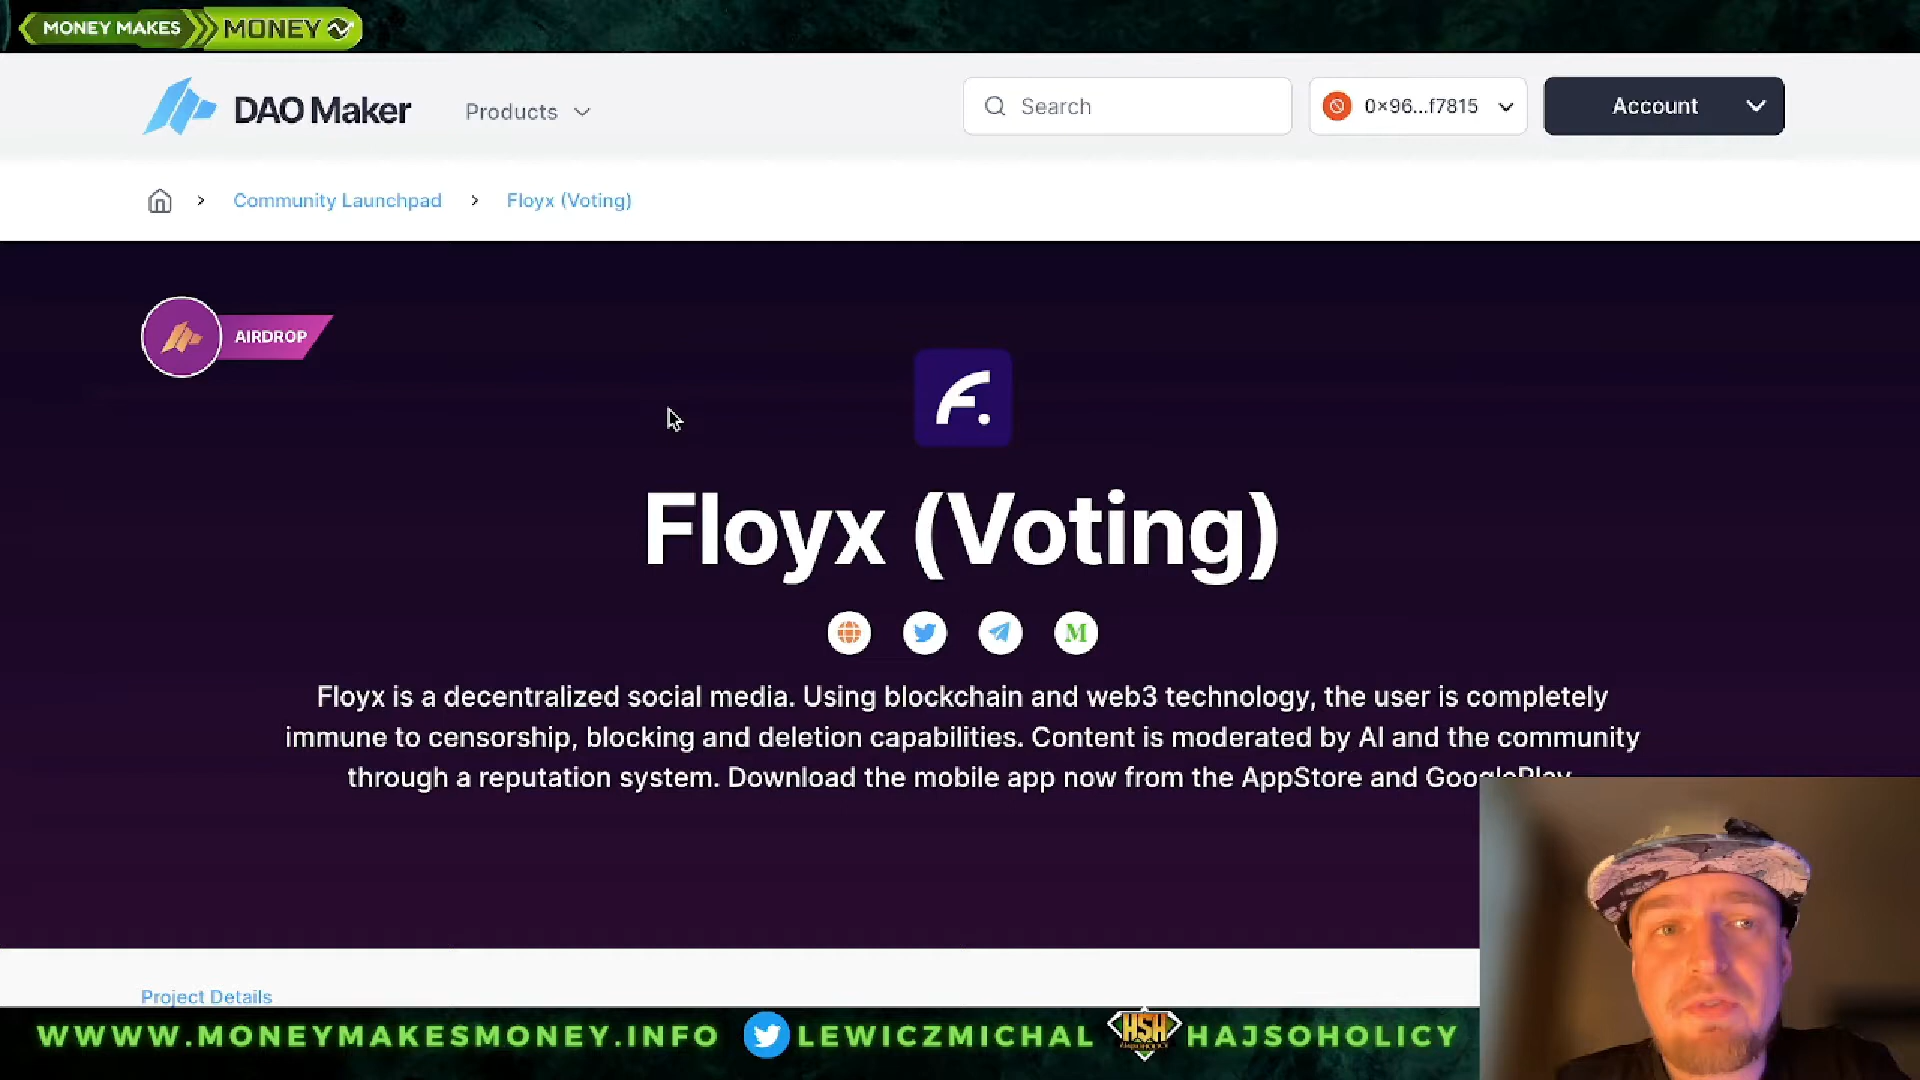 MONEY MAKES MONEY
DAO Maker
Products
Search
0x96...f7815
Account
Community Launchpad
Floyx (Voting)
AIRDROP
F.
Floyx (Voting)
M
Floyx is a decentralized social media. Using blockchain and web3 technology, the user is completely
immune to censorship, blocking and deletion capabilities. Content is moderated by AI and the community
through a reputation system. Download the mobile app now from the AppStore and GooglePlay
Project Details
WWWW.MONEYMAKESMONEY.INFO
LEWICZMICHAL
HSH
HAJSOHOLICY